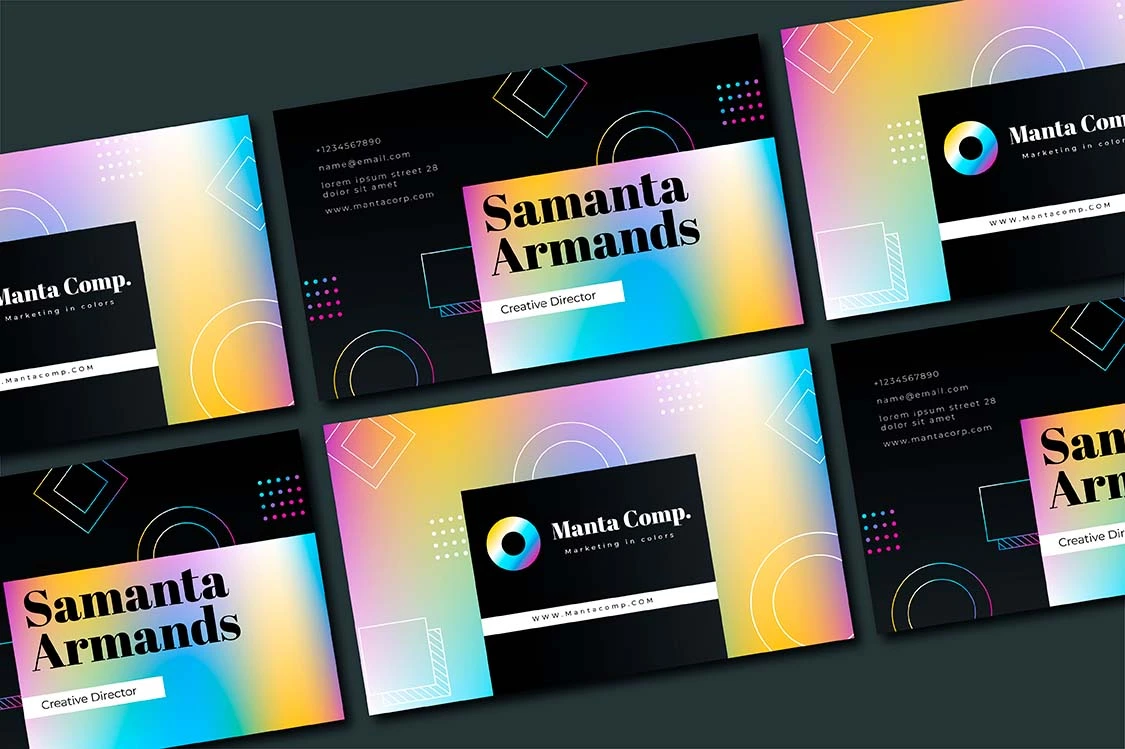 Manta Comp.
Marketing in colors
.Mantacomp.COM
+1234567890
name@email.com
lorem ipsum street 28
dolor sit amet
www.mantacorp.com
Samanta
Armands
Creative Director
Manta Com
Marketing in color
WWW.Mantacomp.COM
Samanta
Armands
Creative Director
Manta Comp.
Marketing in colors
WWW.Mantacomp.COM
+1234567890
name@email.com
lorem ipsum street 28
dolor sit amet
www.mantacorp.com
Sam
Arm
Creative Dir